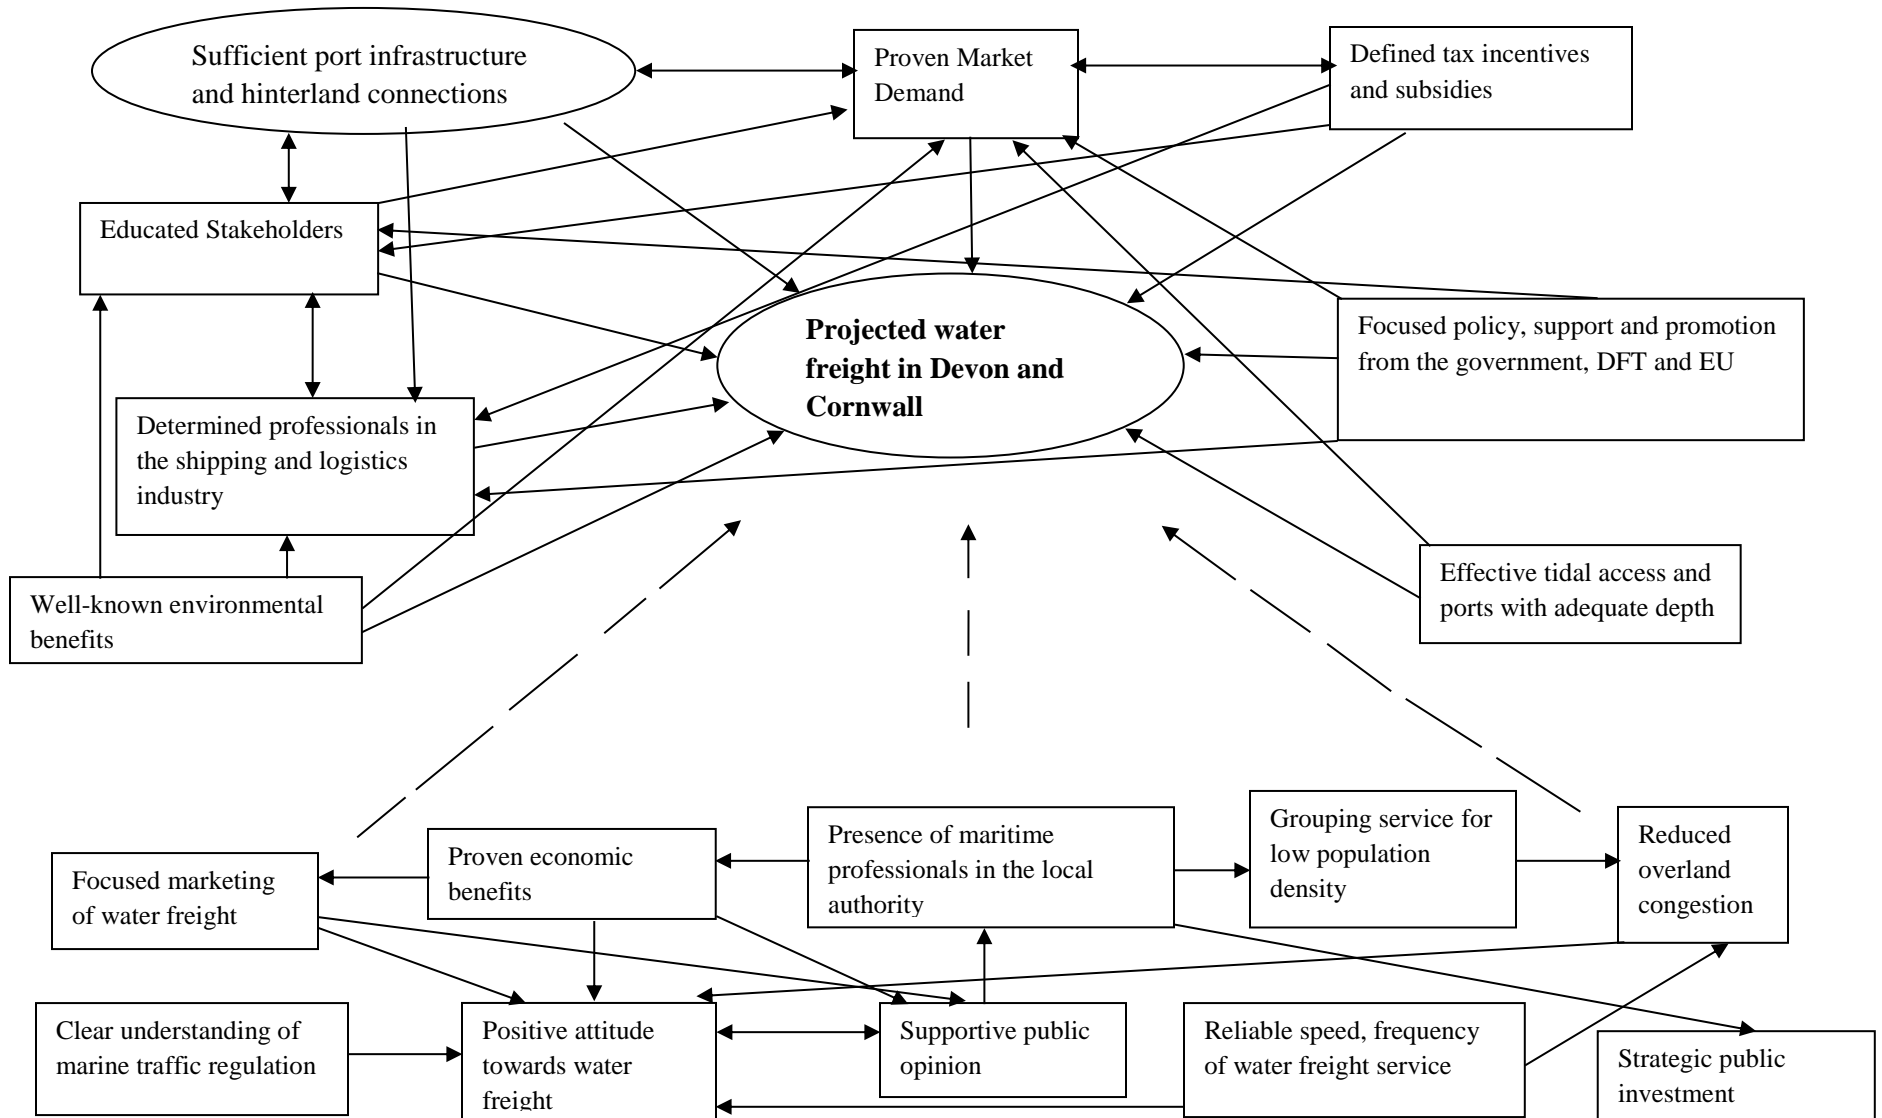 Sufficient port infrastructure
and hinterland connections
Proven Market
Demand
Defined tax incentives
and subsidies
Educated Stakeholders
Projected water
freight in Devon and
Cornwall
Focused policy, support and promotion
from the government, DFT and EU
Determined professionals in
the shipping and logistics
industry
Well-known environmental
benefits
Effective tidal access and
ports with adequate depth
Focused marketing
of water freight
Proven economic
benefits
Presence of maritime
professionals in the local
authority
Grouping service for
low population
density
Reduced
overland
congestion
Clear understanding of
marine traffic regulation
Positive attitude
towards water
freight
Supportive public
opinion
Reliable speed, frequency
of water freight service
Strategic public
investment